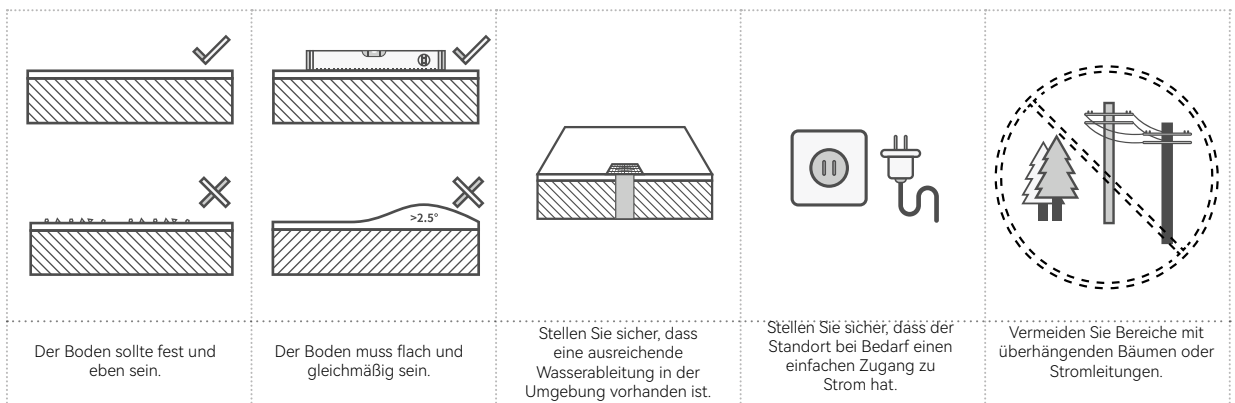 >2.5°
Der Boden sollte fest und
eben sein.
Der Boden muss flach und
gleichmäßig sein.
Stellen Sie sicher, dass
eine ausreichende
Wasserableitung in der
Umgebung vorhanden ist.
Stellen Sie sicher, dass der
Standort bei Bedarf einen
einfachen Zugang zu
Strom hat.
Vermeiden Sie Bereiche mit
überhängenden Bäumen oder
Stromleitungen.